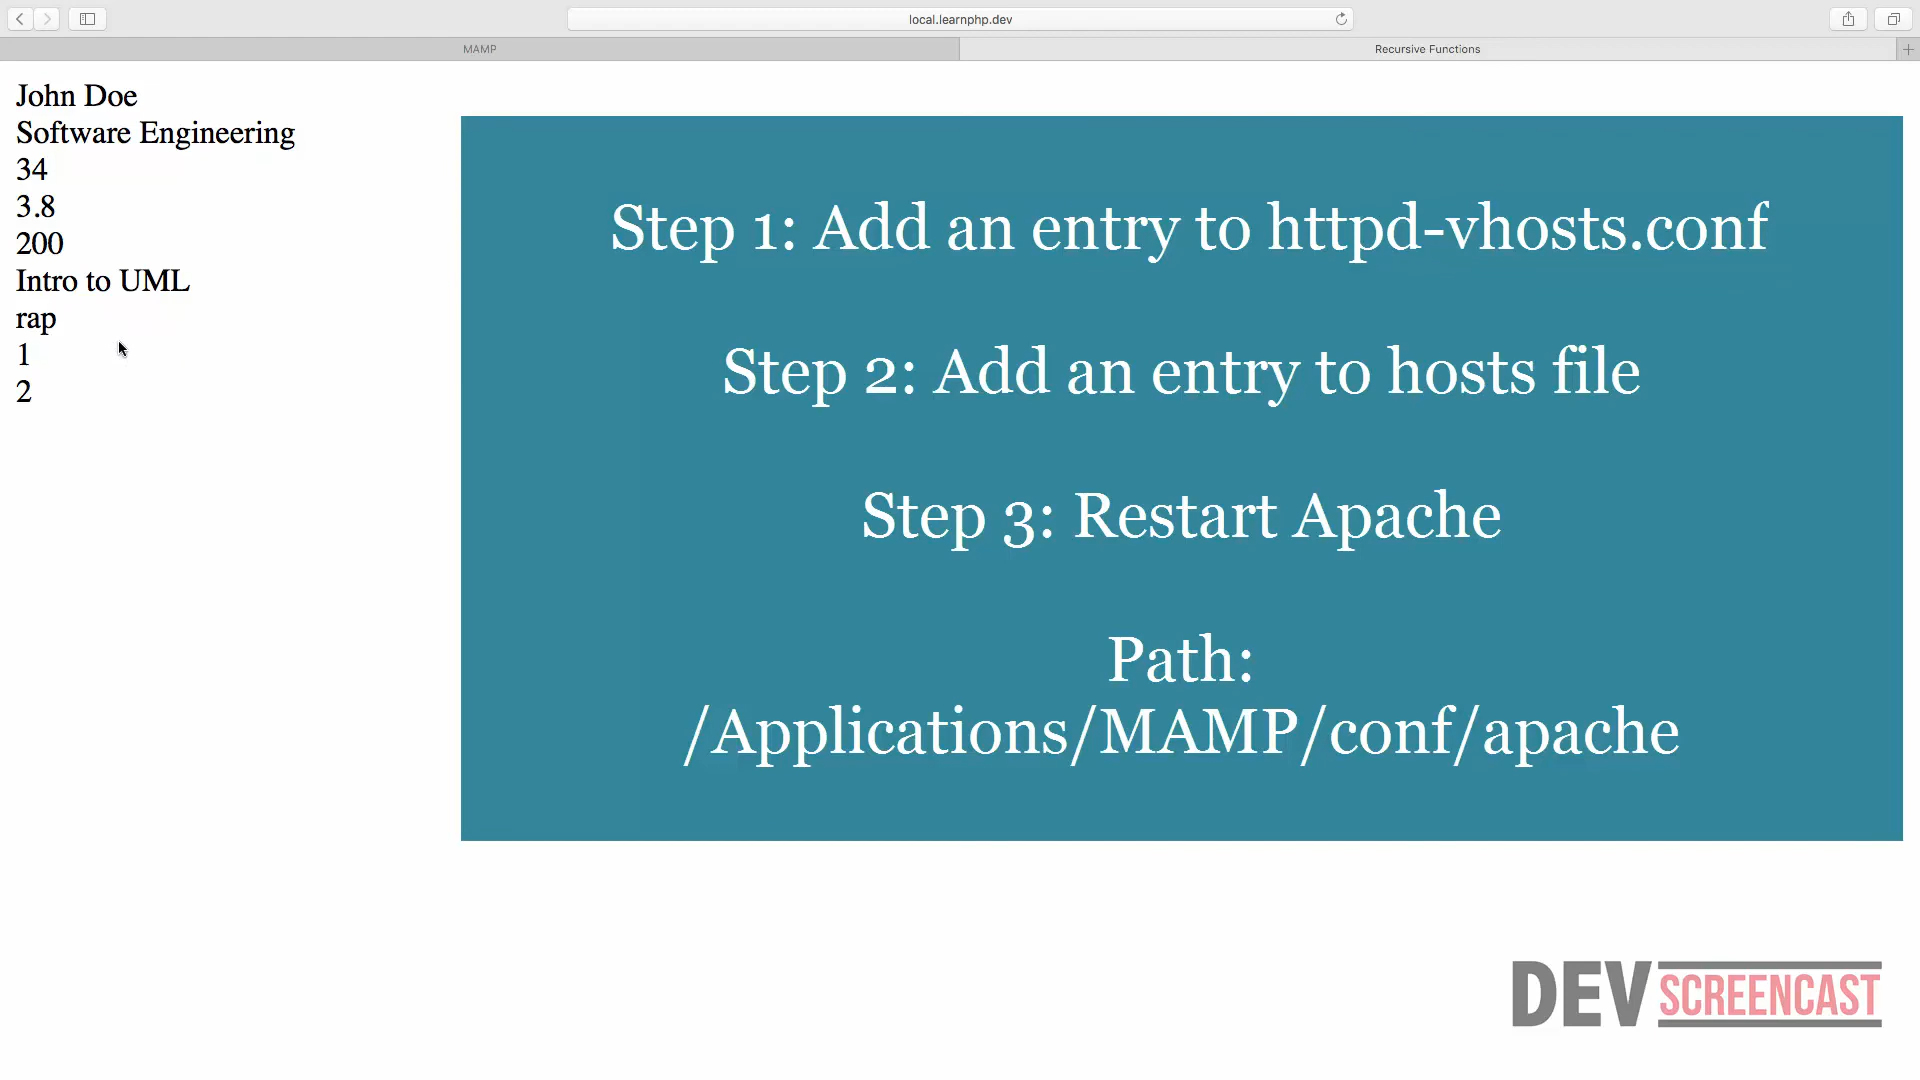 local.learnphp.dev
MAMP
Recursive Functions
John Doe
Software Engineering
34
3.8
200
Intro to UML
rap
1
2
Step 1: Add an entry to httpd-vhosts.conf
Step 2: Add an entry to hosts file
Step 3: Restart Apache
Path:
/Applications/MAMP/conf/apache
DEV SCREENCAST